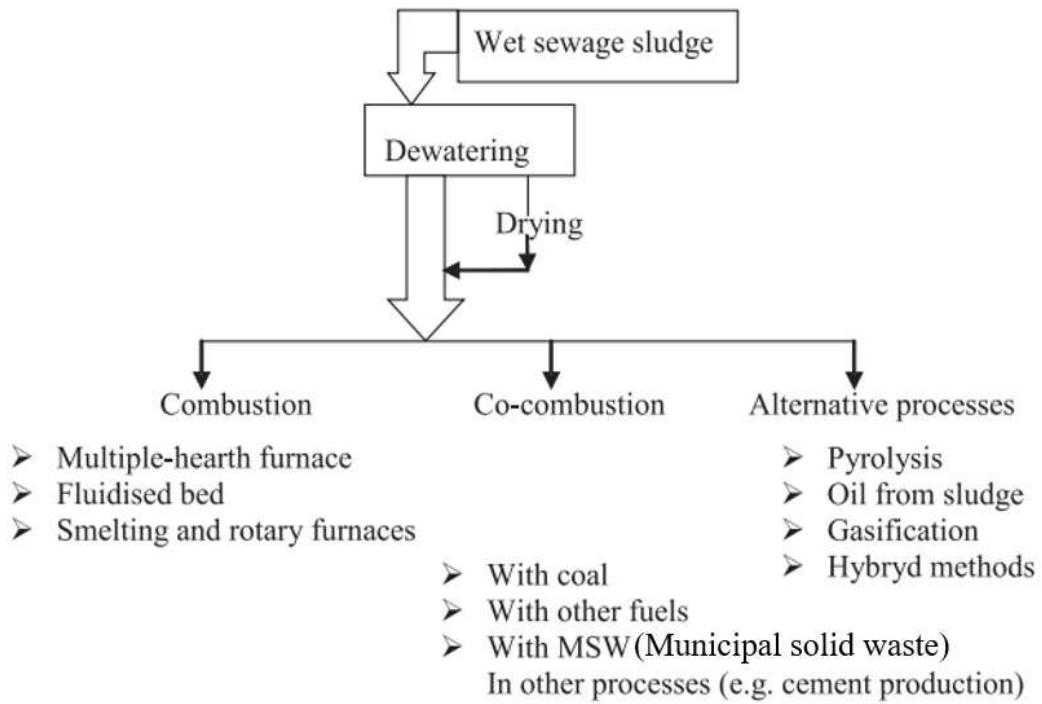 Wet sewage sludge
Dewatering
Drying
Combustion
➢ Multiple-hearth furnace
➢ Fluidised bed
➢ Smelting and rotary furnaces
Co-combustion
➢ With coal
➢ With other fuels
➢ With MSW (Municipal solid waste)
In other processes (e.g. cement production)
Alternative processes
➢ Pyrolysis
➢ Oil from sludge
➢ Gasification
➢ Hybryd methods